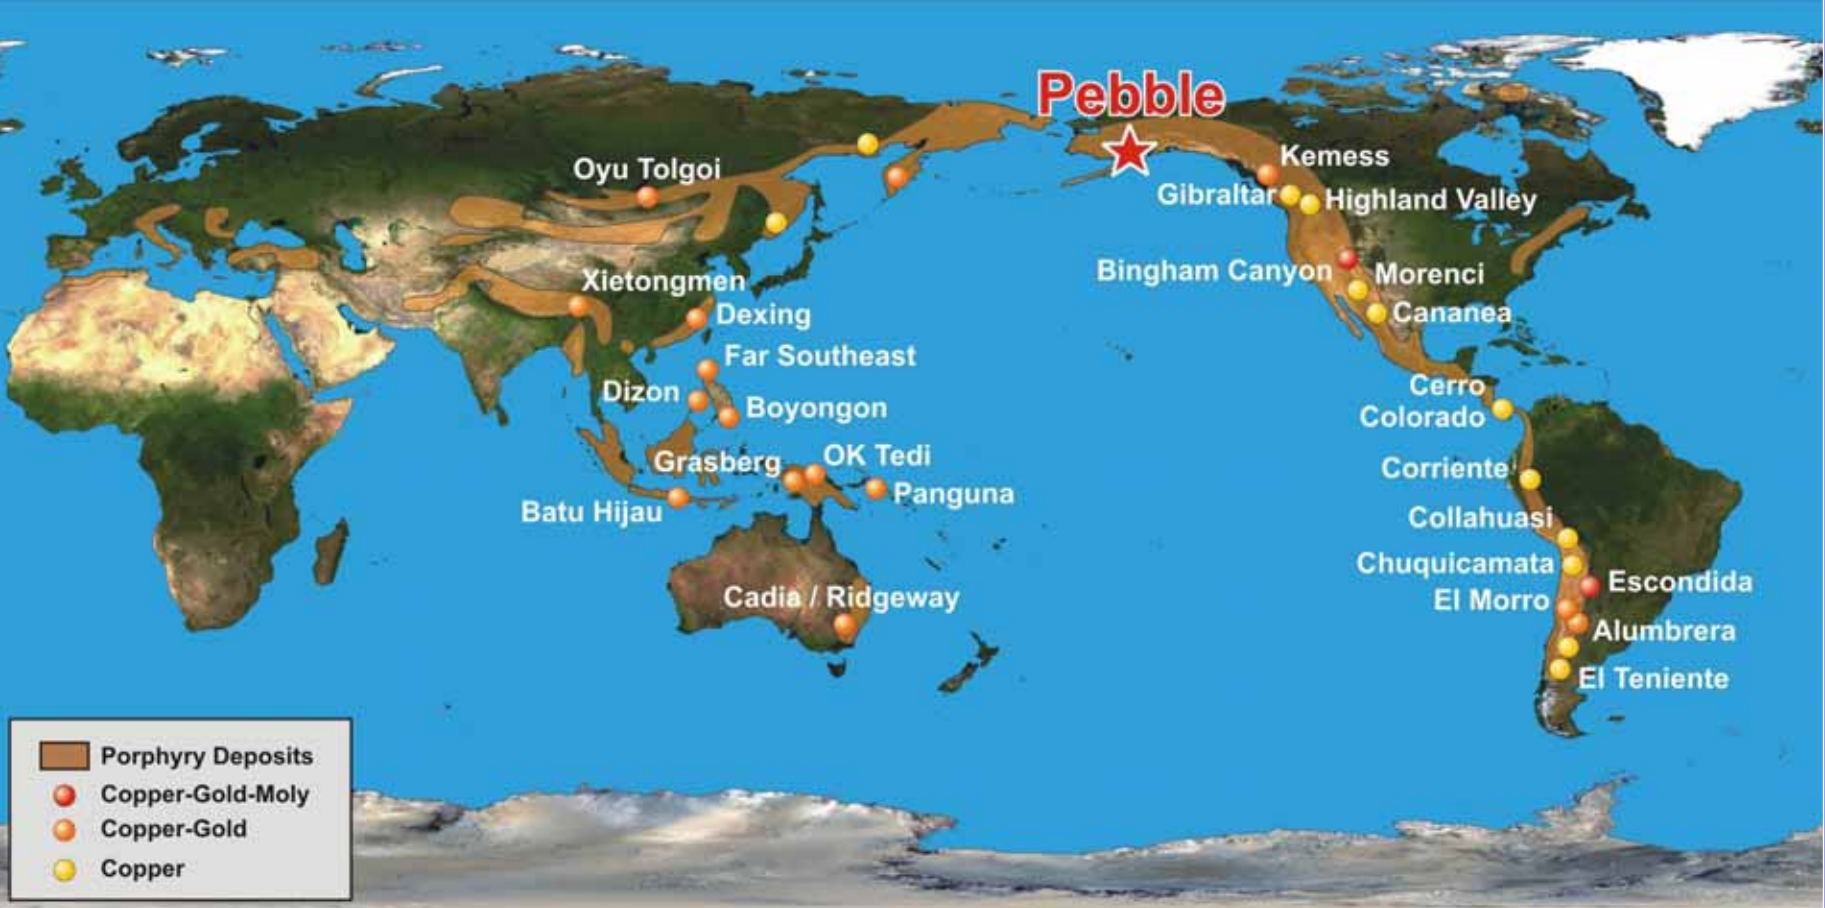 Pebble
Oyu Tolgoi
Kemess
Gibraltar
Highland Valley
Xietongmen
Bingham Canyon
Morenci
Dexing
Cananea
Far Southeast
Dizon
Boyongon
Cerro
Colorado
Grasberg
OK Tedi
Corriente
Panguna
Batu Hijau
Collahuasi
Chuquicamata
Escondida
Cadia / Ridgeway
El Morro
Alumbrera
El Teniente
Porphyry Deposits
Copper-Gold-Moly
Copper-Gold
Copper